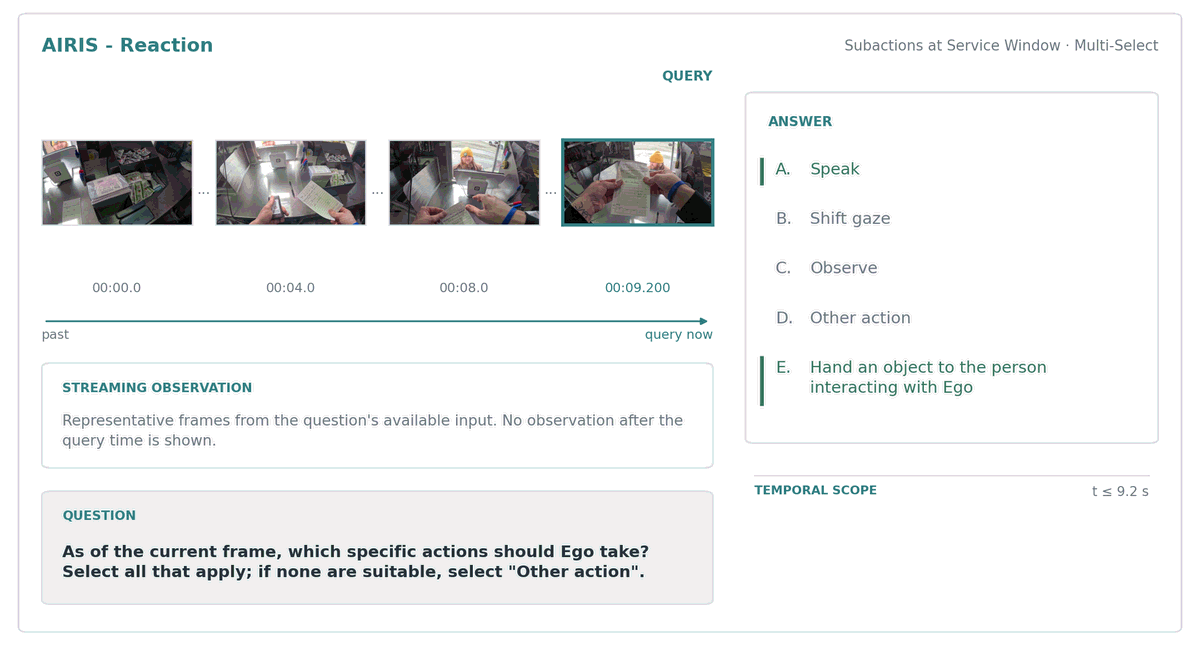 AIRIS - Reaction
Subactions at Service Window · Multi-Select
QUERY
... ... ...
00:00.0
00:04.0
00:08.0
00:09.200
past
query now
STREAMING OBSERVATION
Representative frames from the question's available input. No observation after the
query time is shown.
QUESTION
As of the current frame, which specific actions should Ego take?
Select all that apply; if none are suitable, select "Other action".
ANSWER
A. Speak
B. Shift gaze
C. Observe
D. Other action
E. Hand an object to the person
interacting with Ego
TEMPORAL SCOPE
t ≤ 9.2 s